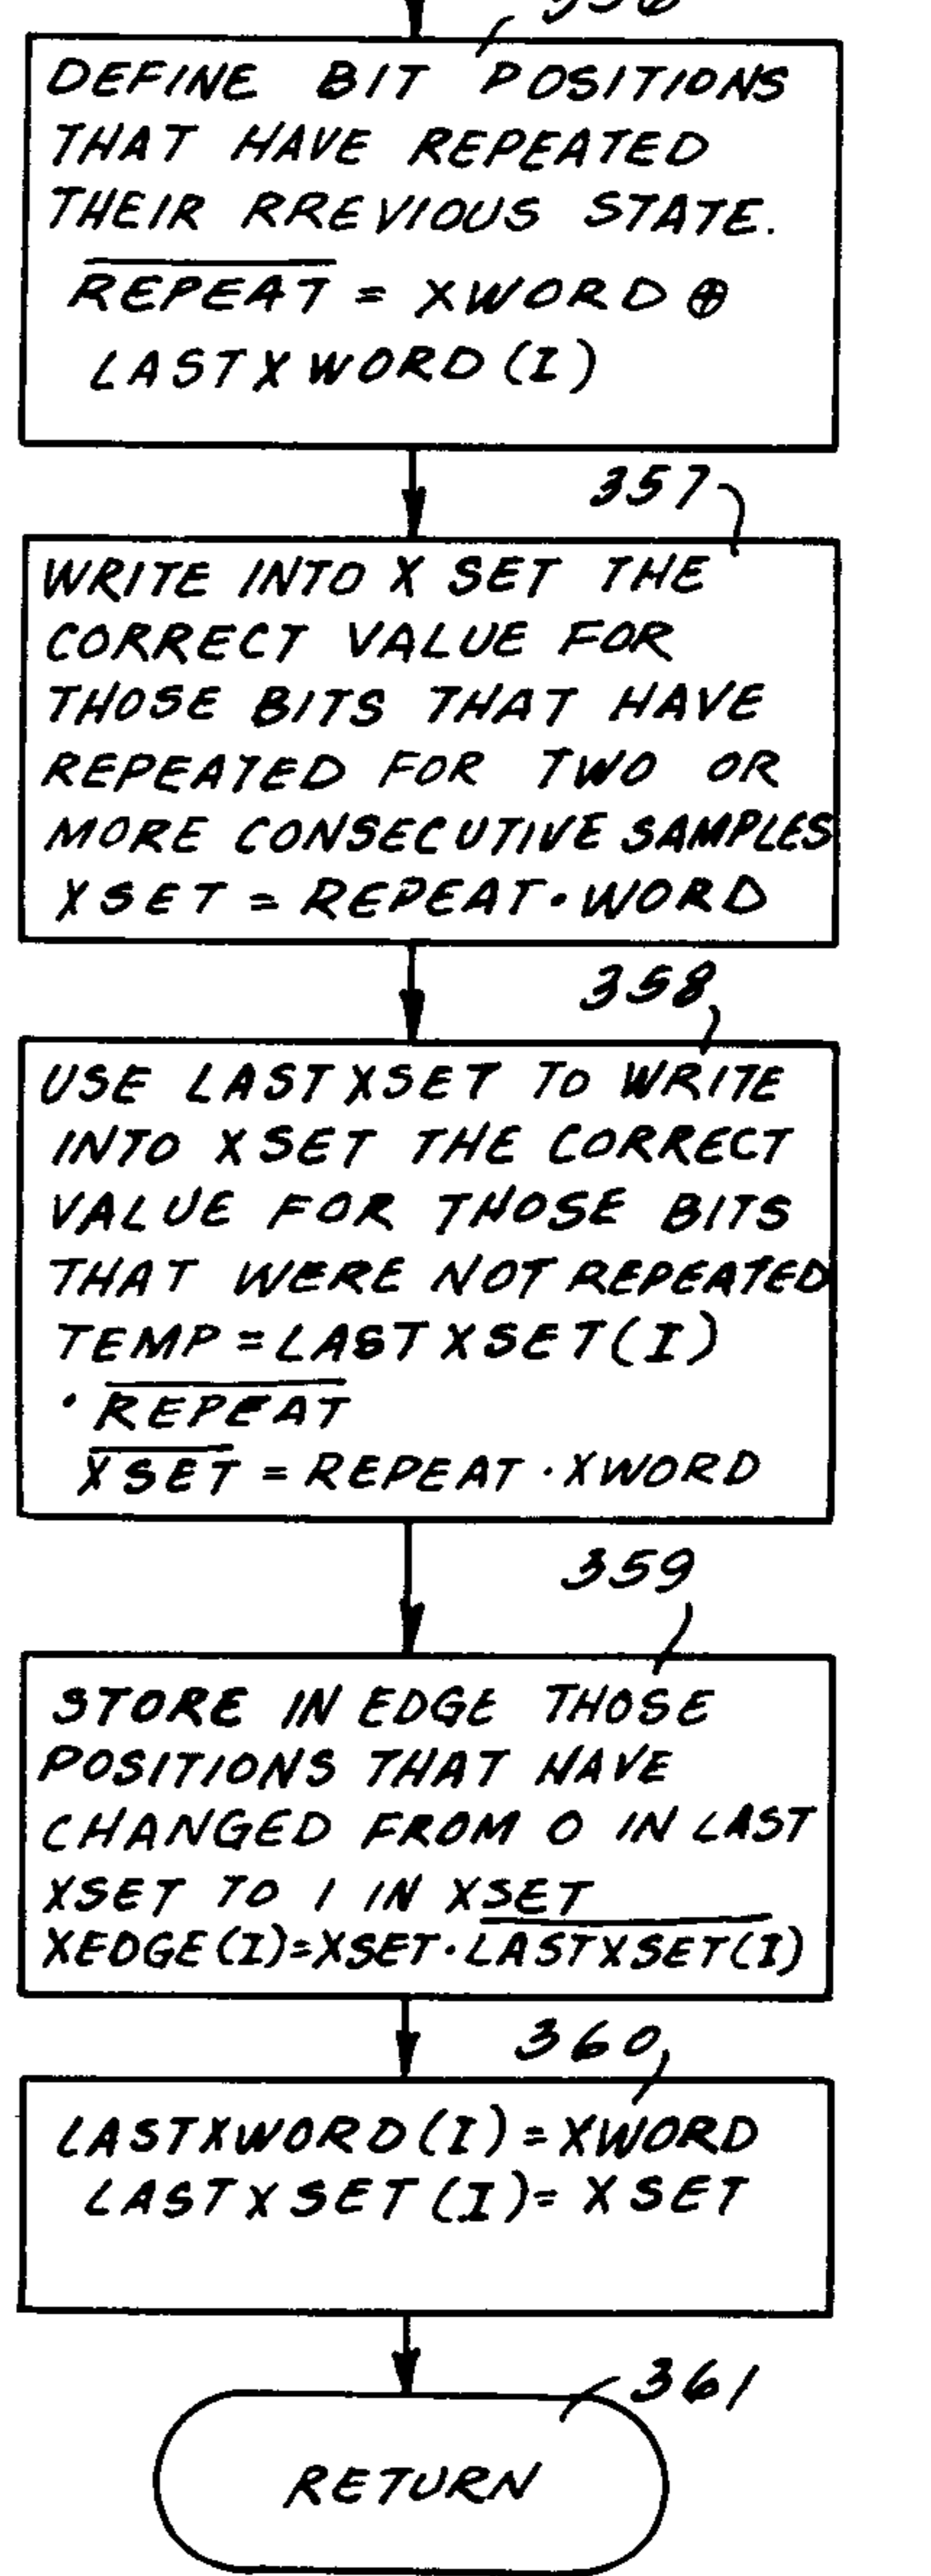 356
DEFINE BIT POSITIONS
THAT HAVE REPEATED
THEIR RREVIOUS STATE.
R̅E̅P̅E̅A̅T̅ = XWORD ⊕
LASTXWORD(I)
357
WRITE INTO X SET THE
CORRECT VALUE FOR
THOSE BITS THAT HAVE
REPEATED FOR TWO OR
MORE CONSECUTIVE SAMPLES
XSET = REPEAT·WORD
358
USE LASTXSET TO WRITE
INTO XSET THE CORRECT
VALUE FOR THOSE BITS
THAT WERE NOT REPEATED
TEMP = LASTXSET(I)
· R̅E̅P̅E̅A̅T̅
X̅S̅E̅T̅ = REPEAT·XWORD
359
STORE IN EDGE THOSE
POSITIONS THAT HAVE
CHANGED FROM 0 IN LAST
XSET TO 1 IN XSET
XEDGE(I)=XSET·L̅A̅S̅T̅X̅S̅E̅T̅(̅I̅)̅
360
LASTXWORD(I)=XWORD
LASTXSET(I)= XSET
361
RETURN